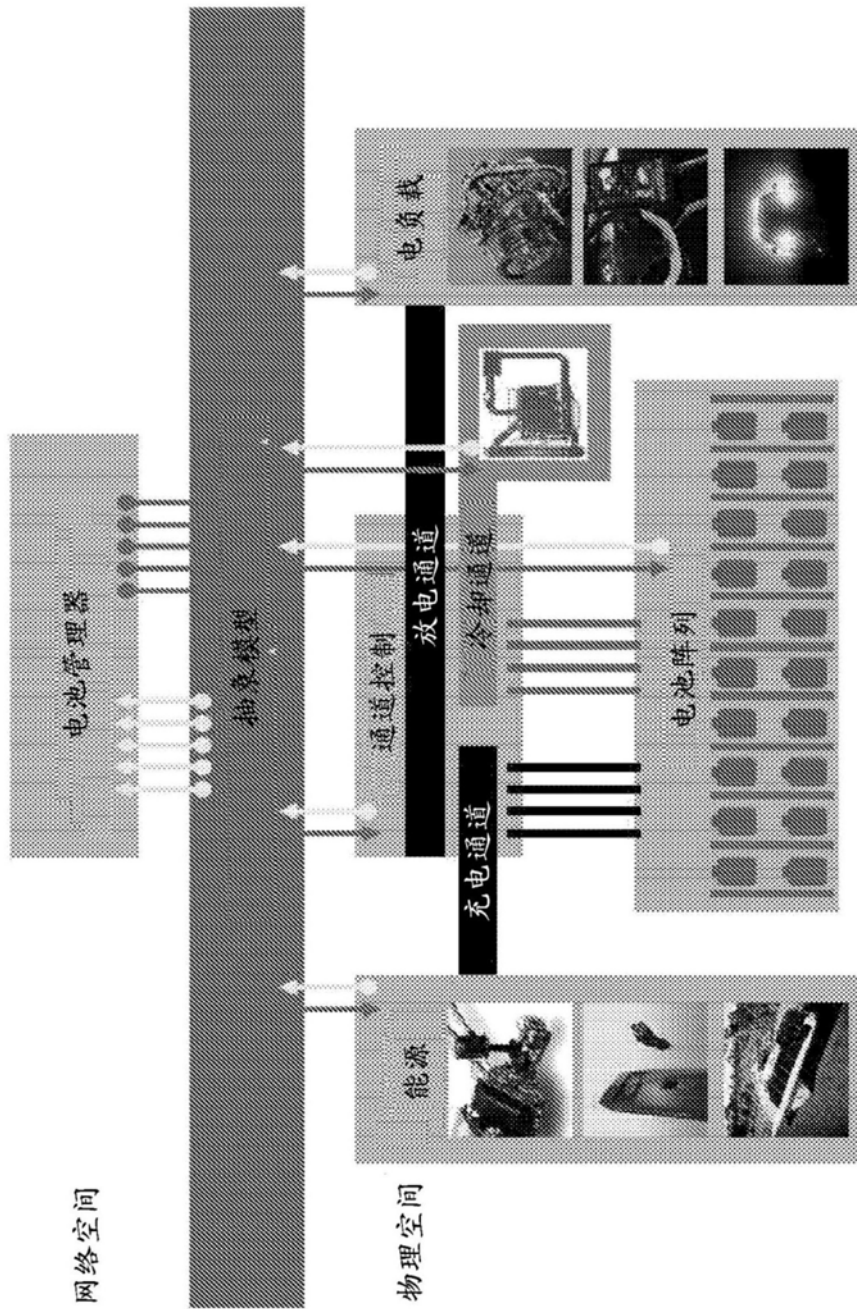 网络空间
电池管理器
抽象模型
物理空间
能源
通道控制
放电通道
充电通道
冷却通道
电池阵列
电负载